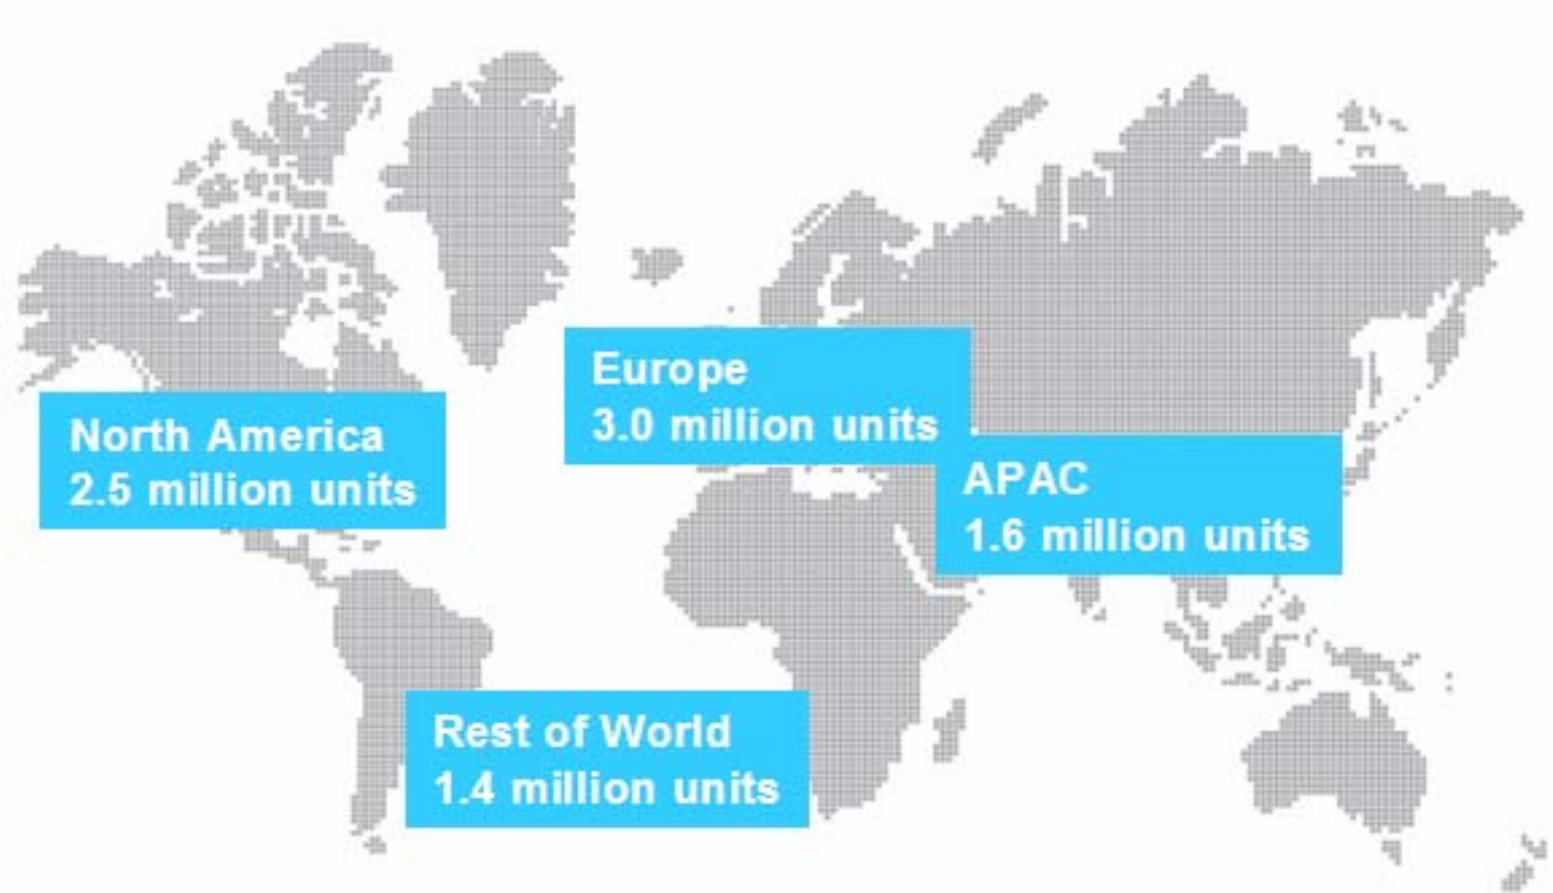 North America
2.5 million units
Europe
3.0 million units
APAC
1.6 million units
Rest of World
1.4 million units